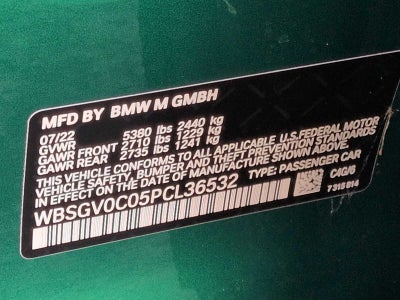 MFD BY BMW M GMBH
07/22
GVWR 5380 lbs 2440 kg
GAWR FRONT 2710 lbs 1229 kg
GAWR REAR 2735 lbs 1241 kg
THIS VEHICLE CONFORMS TO ALL APPLICABLE U.S. FEDERAL MOTOR
VEHICLE SAFETY, BUMPER, AND THEFT PREVENTION STANDARDS
IN EFFECT ON THE DATE OF MANUFACTURE SHOWN ABOVE.
WBSGV0C05PCL36532 TYPE: PASSENGER CAR
C4G/6
7 315 814